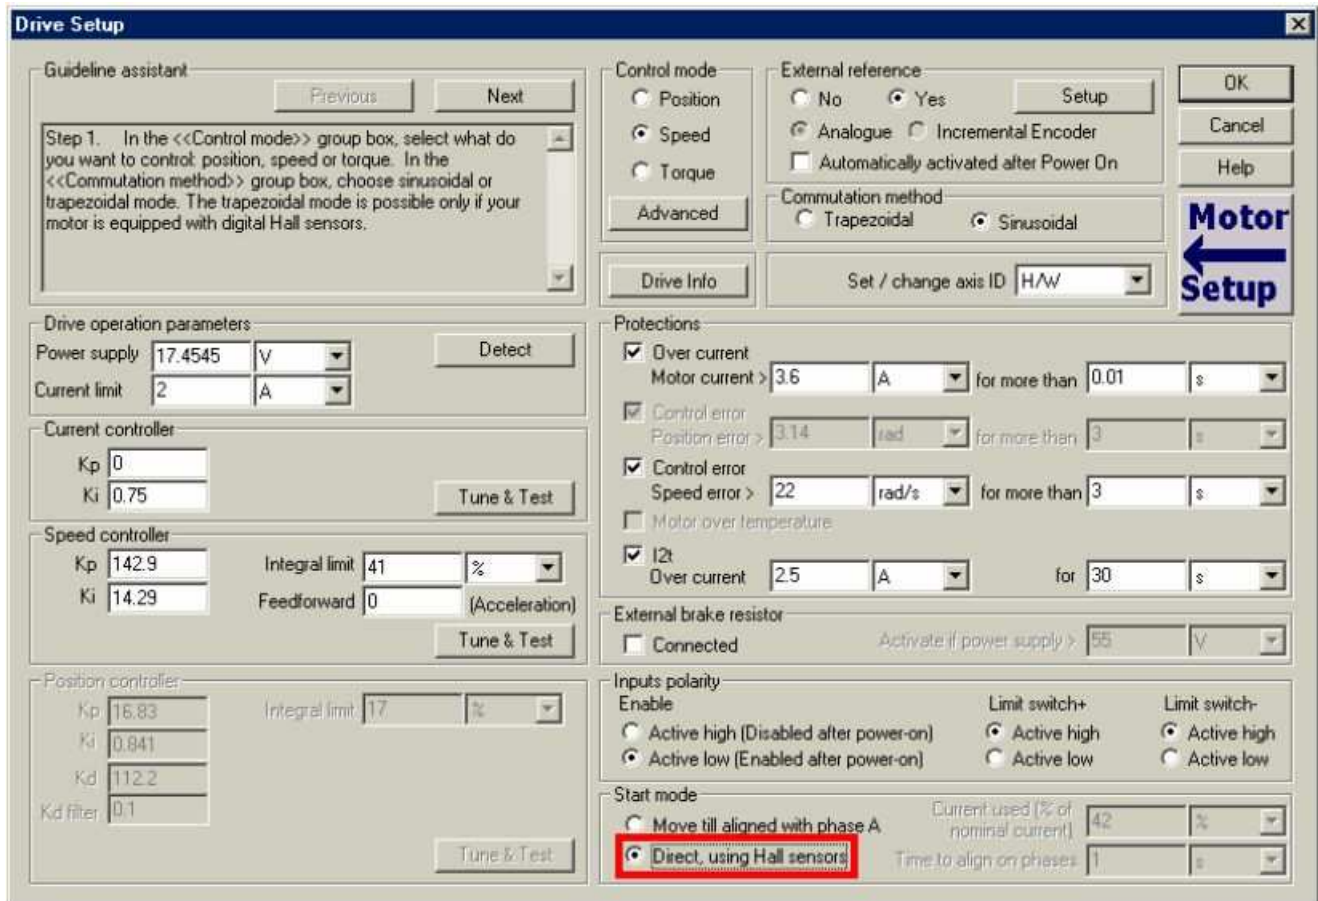 Drive Setup
Guideline assistant
Previous
Next
Step 1. In the <<Control mode>> group box, select what do
you want to control: position, speed or torque. In the
<<Commutation method>> group box, choose sinusoidal or
trapezoidal mode. The trapezoidal mode is possible only if your
motor is equipped with digital Hall sensors.
Control mode
Position
Speed
Torque
Advanced
External reference
No Yes Setup
Analogue Incremental Encoder
Automatically activated after Power On
Commutation method
Trapezoidal Sinusoidal
OK
Cancel
Help
Motor
Setup
Drive Info
Set / change axis ID H/W
Drive operation parameters
Power supply 17.4545 V Detect
Current limit 2 A
Current controller
Kp 0
Ki 0.75 Tune & Test
Speed controller
Kp 142.9 Integral limit 41 %
Ki 14.29 Feedforward 0 (Acceleration)
Tune & Test
Position controller
Kp 16.83 Integral limit 17 %
Ki 0.841
Kd 112.2
Kd filter 0.1
Tune & Test
Protections
Over current
Motor current > 3.6 A for more than 0.01 s
Control error
Position error > 3.14 rad for more than 3 s
Control error
Speed error > 22 rad/s for more than 3 s
Motor over temperature
I2t
Over current 2.5 A for 30 s
External brake resistor
Connected Activate if power supply > 55 V
Inputs polarity
Enable Limit switch+ Limit switch-
Active high (Disabled after power-on) Active high Active high
Active low (Enabled after power-on) Active low Active low
Start mode
Move till aligned with phase A
Current used (% of
nominal current) 42 %
Direct, using Hall sensors
Time to align on phases 1 s